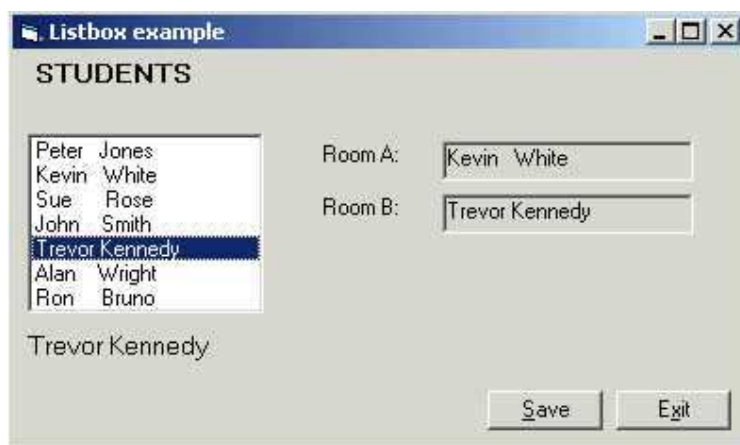 Listbox example
STUDENTS
Peter Jones
Kevin White
Sue Rose
John Smith
Trevor Kennedy
Alan Wright
Ron Bruno
Room A: Kevin White
Room B: Trevor Kennedy
Trevor Kennedy
Save Exit